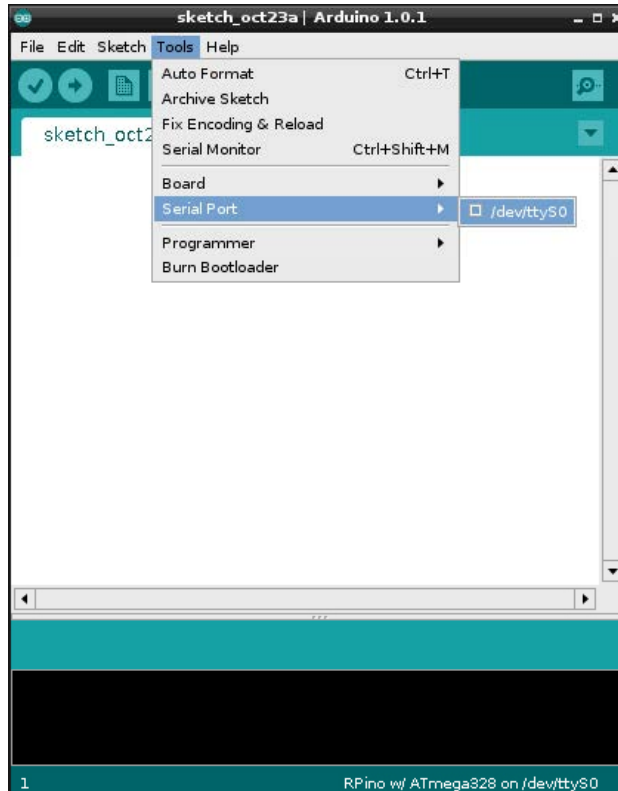 sketch_oct23a | Arduino 1.0.1
File Edit Sketch Tools Help
Auto Format Ctrl+T
Archive Sketch
sketch_oct2
Fix Encoding & Reload
Serial Monitor Ctrl+Shift+M
Board
Serial Port
/dev/ttyS0
Programmer
Burn Bootloader
1 RPino w/ ATmega328 on /dev/ttyS0